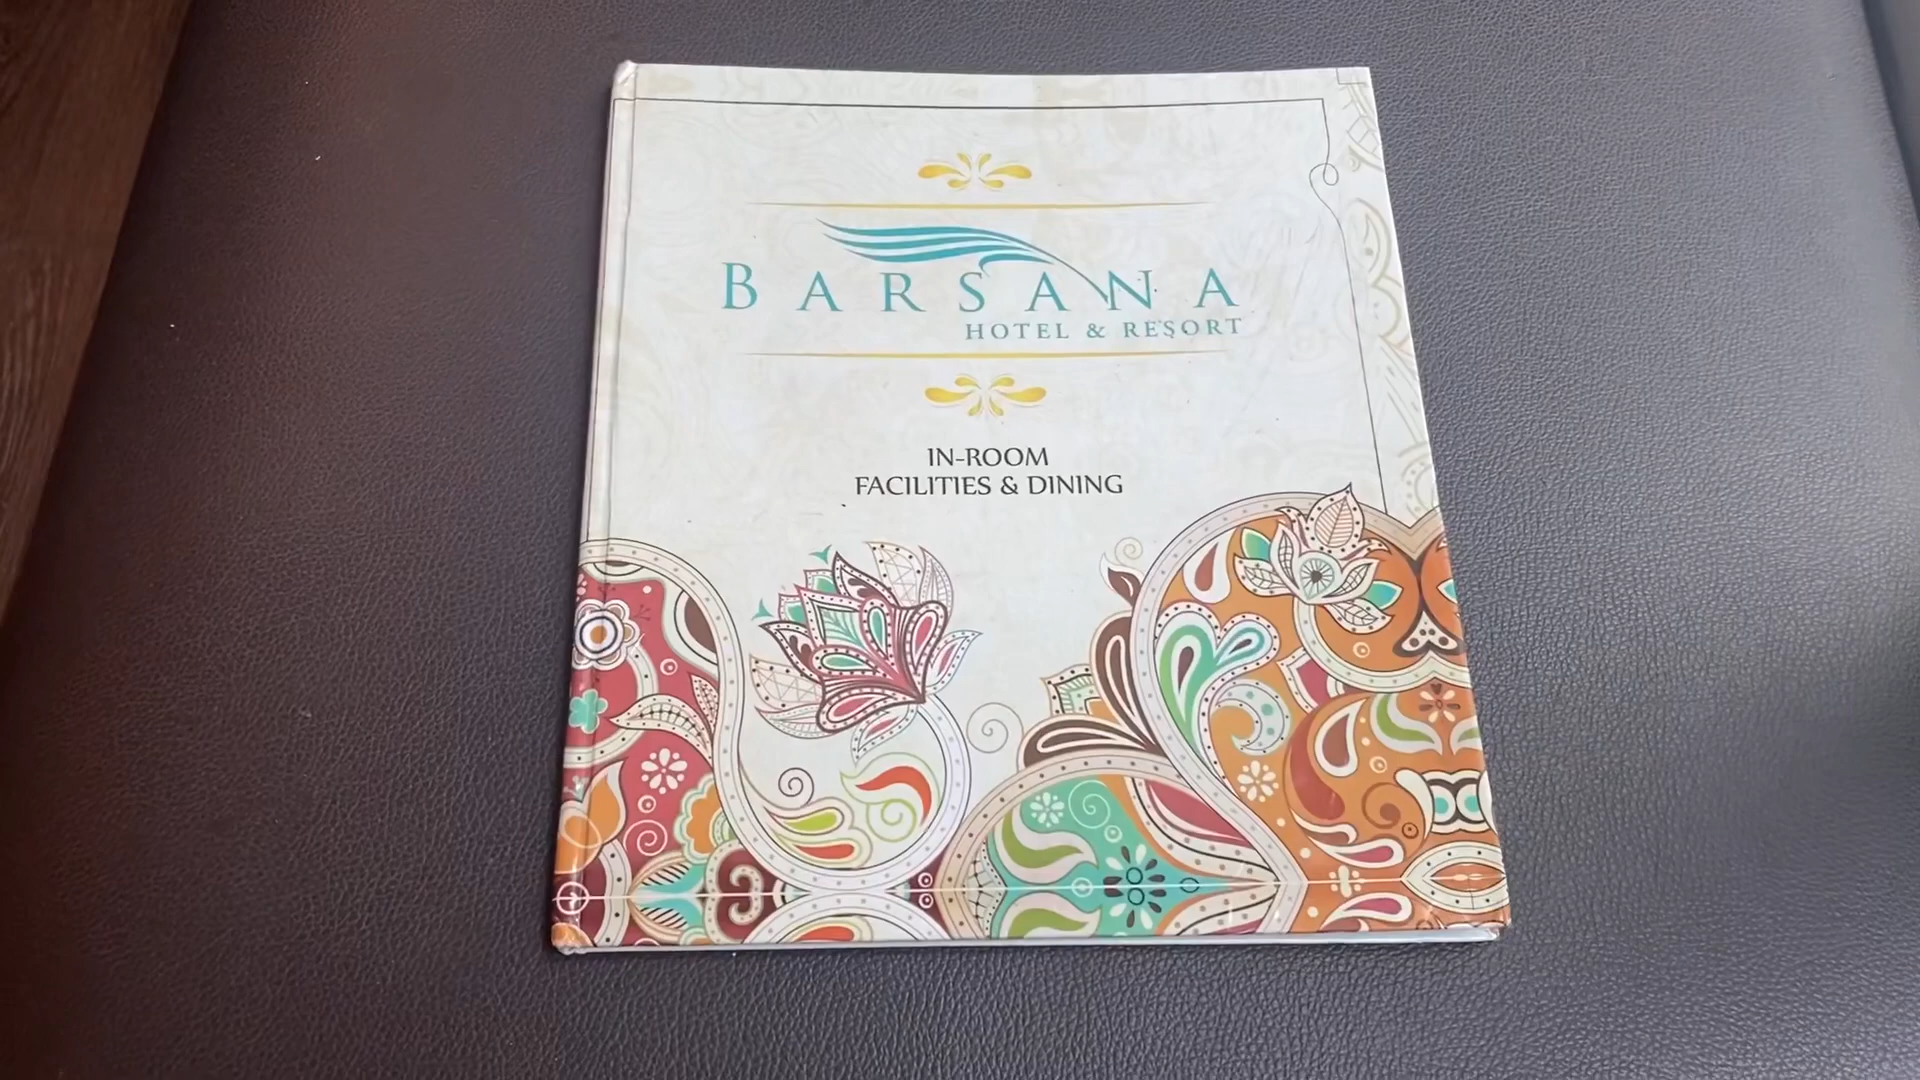 BARSANA
HOTEL & RESORT
IN-ROOM
FACILITIES & DINING